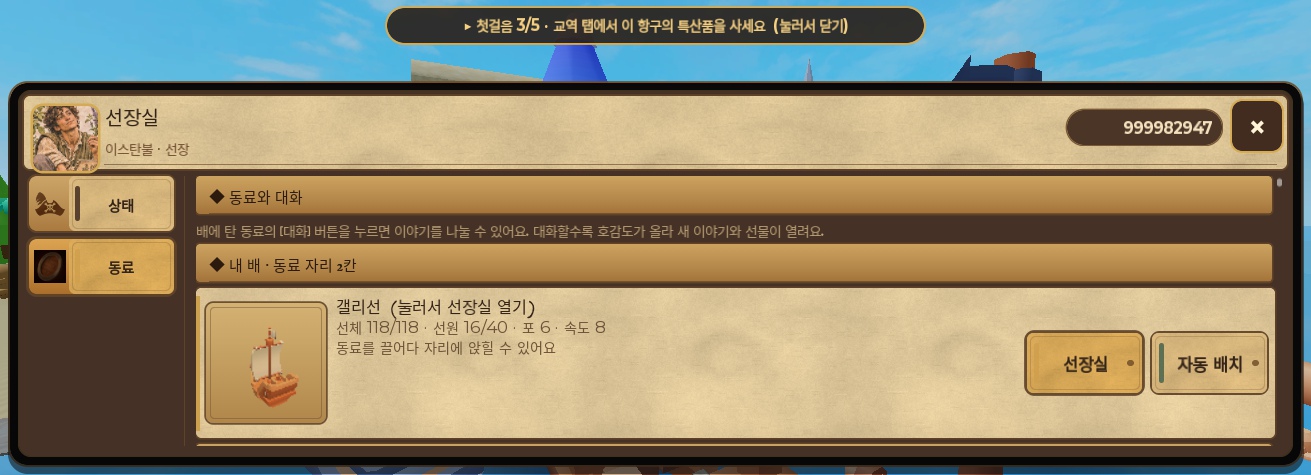 ▸ 첫걸음 3/5 · 교역 탭에서 이 항구의 특산품을 사세요 (눌러서 닫기)
선장실
이스탄불 · 선장
999982947
×
상태
동료
◆ 동료와 대화
배에 탄 동료의 [대화] 버튼을 누르면 이야기를 나눌 수 있어요. 대화할수록 호감도가 올라 새 이야기와 선물이 열려요.
◆ 내 배 · 동료 자리 2칸
갤리선 (눌러서 선장실 열기)
선체 118/118 · 선원 16/40 · 포 6 · 속도 8
동료를 끌어다 자리에 앉힐 수 있어요
선장실
자동 배치